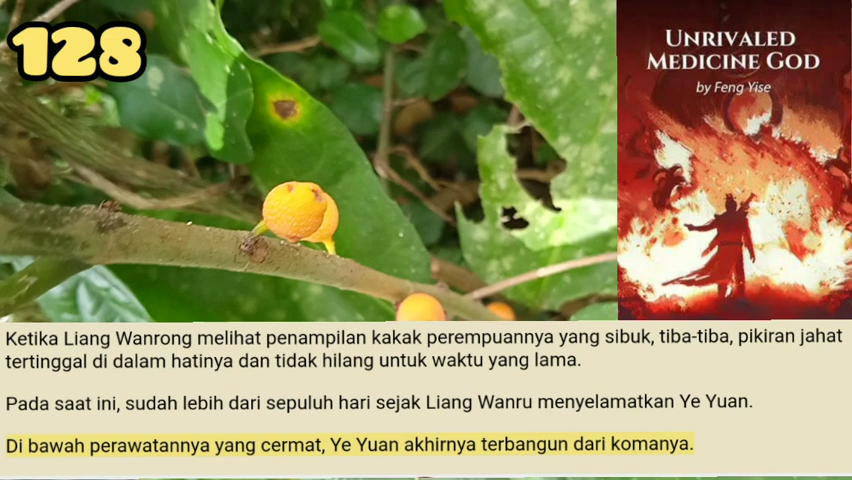 128
UNRIVALED
MEDICINE GOD
by Feng Yise
Ketika Liang Wanrong melihat penampilan kakak perempuannya yang sibuk, tiba-tiba, pikiran jahat
tertinggal di dalam hatinya dan tidak hilang untuk waktu yang lama.
Pada saat ini, sudah lebih dari sepuluh hari sejak Liang Wanru menyelamatkan Ye Yuan.
Di bawah perawatannya yang cermat, Ye Yuan akhirnya terbangun dari komanya.